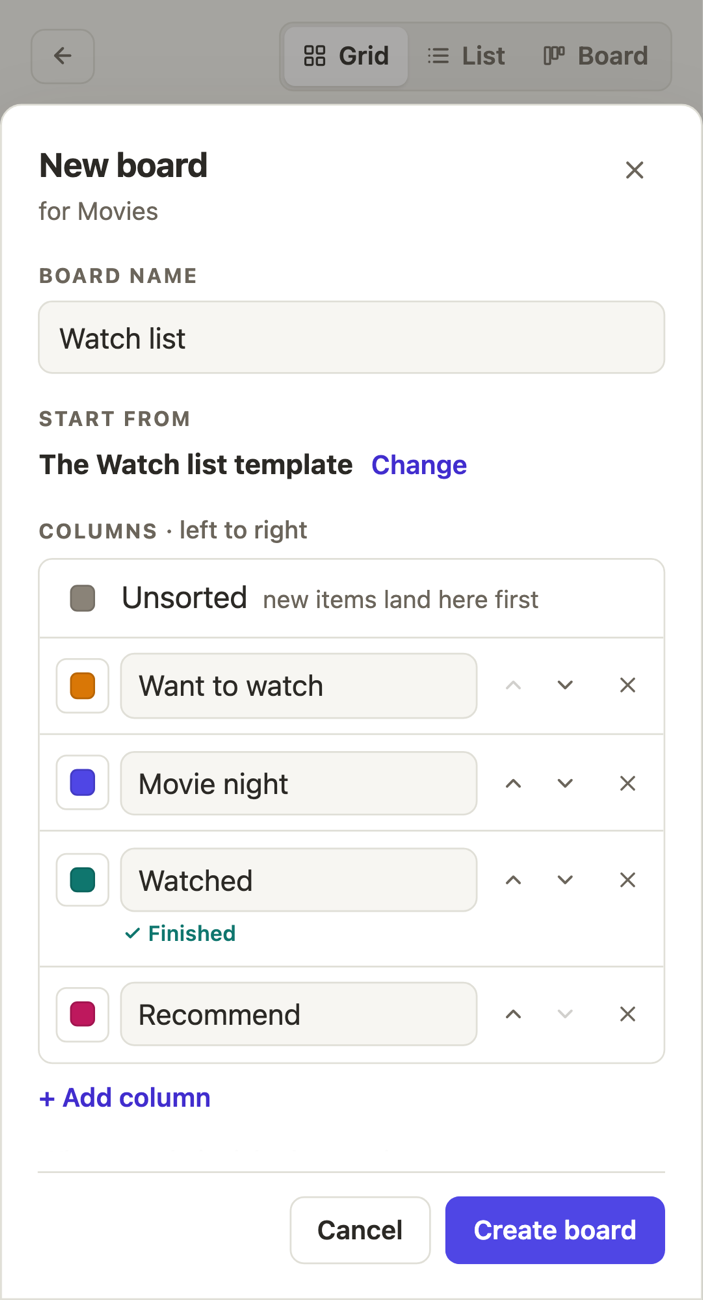 Grid List Board
New board
for Movies
BOARD NAME
Watch list
START FROM
The Watch list template Change
COLUMNS · left to right
Unsorted new items land here first
Want to watch
Movie night
Watched
✓ Finished
Recommend
+ Add column
Cancel Create board